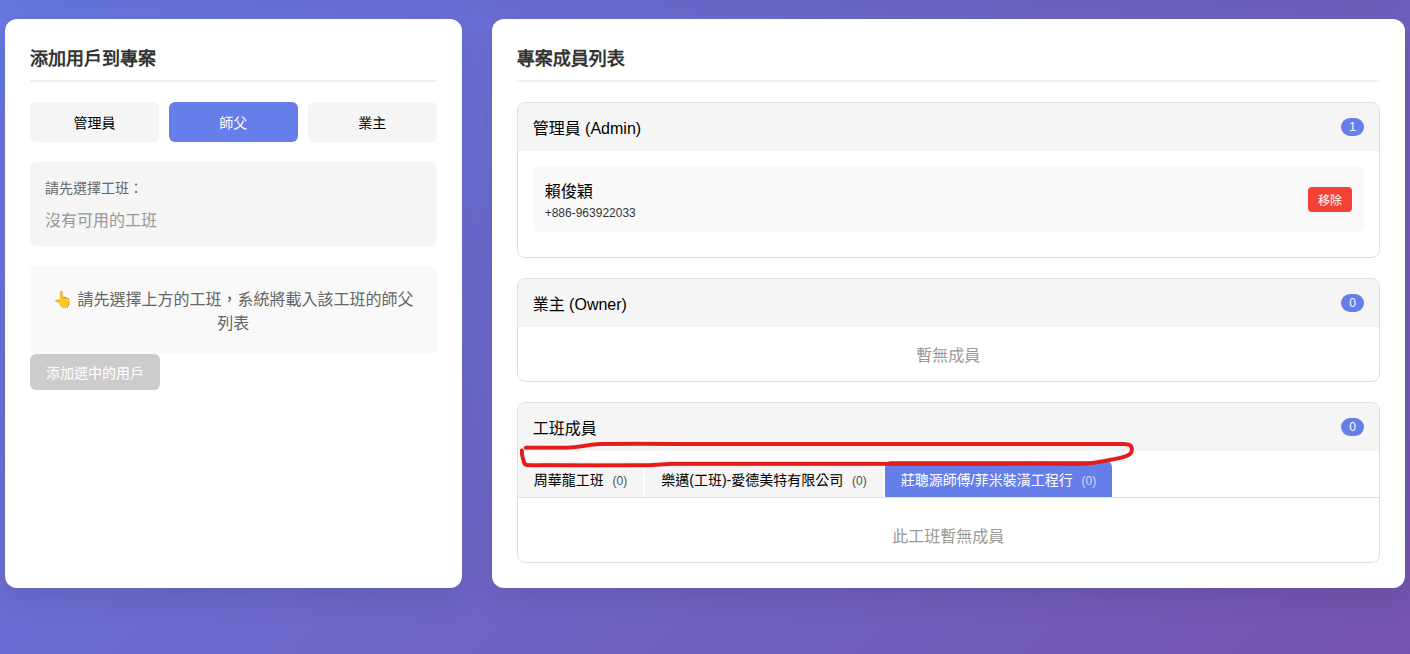 添加用戶到專案
管理員
師父
業主
請先選擇工班：
沒有可用的工班
👆 請先選擇上方的工班，系統將載入該工班的師父
列表
添加選中的用戶
專案成員列表
管理員 (Admin)
1
賴俊穎
+886-963922033
移除
業主 (Owner)
0
暫無成員
工班成員
0
周華龍工班 (0)
樂邁(工班)-愛德美特有限公司 (0)
莊聰源師傅/菲米裝潢工程行 (0)
此工班暫無成員